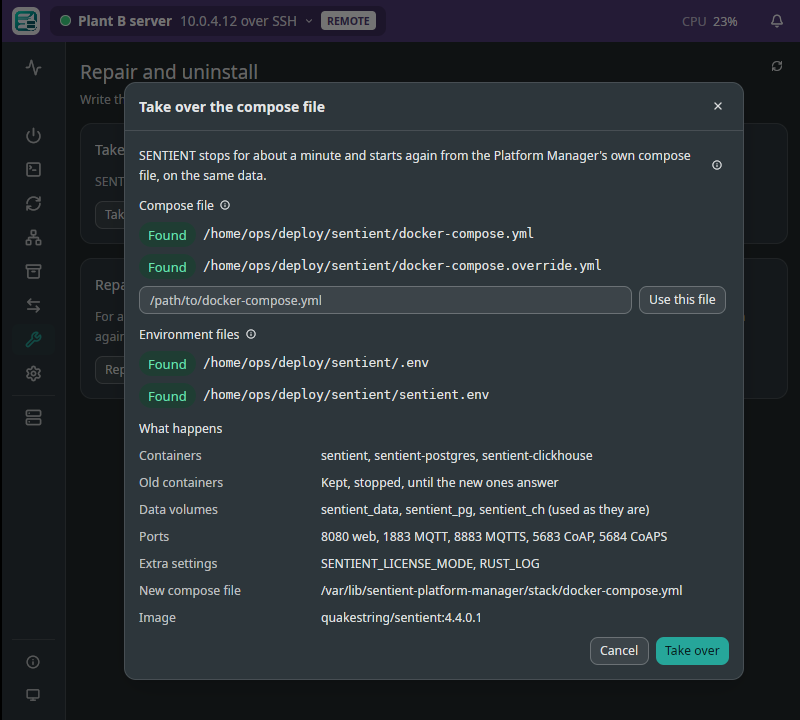 Plant B server 10.0.4.12 over SSH REMOTE
CPU 23%
Repair and uninstall
Write th
Take
SENT
Tak
Repa
For a
again
Rep
Take over the compose file
SENTIENT stops for about a minute and starts again from the Platform Manager's own compose
file, on the same data.
Compose file
Found /home/ops/deploy/sentient/docker-compose.yml
Found /home/ops/deploy/sentient/docker-compose.override.yml
/path/to/docker-compose.yml Use this file
Environment files
Found /home/ops/deploy/sentient/.env
Found /home/ops/deploy/sentient/sentient.env
What happens
Containers sentient, sentient-postgres, sentient-clickhouse
Old containers Kept, stopped, until the new ones answer
Data volumes sentient_data, sentient_pg, sentient_ch (used as they are)
Ports 8080 web, 1883 MQTT, 8883 MQTTS, 5683 CoAP, 5684 CoAPS
Extra settings SENTIENT_LICENSE_MODE, RUST_LOG
New compose file /var/lib/sentient-platform-manager/stack/docker-compose.yml
Image quakestring/sentient:4.4.0.1
Cancel Take over